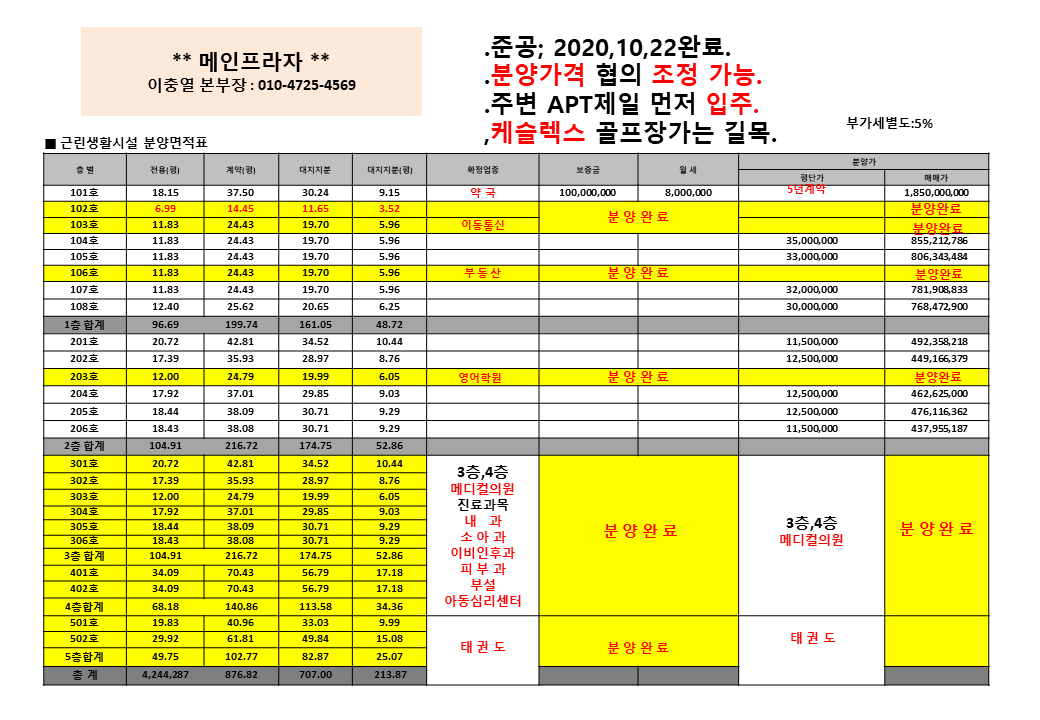 ** 메인프라자 **
이충열 본부장 : 010-4725-4569
.준공; 2020,10,22완료.
.분양가격 협의 조정 가능.
.주변 APT제일 먼저 입주.
,케슬렉스 골프장가는 길목.
부가세별도:5%
■ 근린생활시설 분양면적표
층 별 전용(평) 계약(평) 대지지분 대지지분(평) 확정업종 보증금 월 세 분양가
평단가 매매가
101호 18.15 37.50 30.24 9.15 약 국 100,000,000 8,000,000 5년계약 1,850,000,000
102호 6.99 14.45 11.65 3.52 분 양 완 료 분양완료
103호 11.83 24.43 19.70 5.96 이동통신 분양완료
104호 11.83 24.43 19.70 5.96 35,000,000 855,212,786
105호 11.83 24.43 19.70 5.96 33,000,000 806,343,484
106호 11.83 24.43 19.70 5.96 부 동 산 분 양 완 료 분양완료
107호 11.83 24.43 19.70 5.96 32,000,000 781,908,833
108호 12.40 25.62 20.65 6.25 30,000,000 768,472,900
1층 합계 96.69 199.74 161.05 48.72
201호 20.72 42.81 34.52 10.44 11,500,000 492,358,218
202호 17.39 35.93 28.97 8.76 12,500,000 449,166,379
203호 12.00 24.79 19.99 6.05 영어학원 분 양 완 료 분양완료
204호 17.92 37.01 29.85 9.03 12,500,000 462,625,000
205호 18.44 38.09 30.71 9.29 12,500,000 476,116,362
206호 18.43 38.08 30.71 9.29 11,500,000 437,955,187
2층 합계 104.91 216.72 174.75 52.86
301호 20.72 42.81 34.52 10.44
302호 17.39 35.93 28.97 8.76
303호 12.00 24.79 19.99 6.05
304호 17.92 37.01 29.85 9.03
305호 18.44 38.09 30.71 9.29
306호 18.43 38.08 30.71 9.29
3층 합계 104.91 216.72 174.75 52.86
401호 34.09 70.43 56.79 17.18
402호 34.09 70.43 56.79 17.18
4층합계 68.18 140.86 113.58 34.36
3층,4층
메디컬의원
진료과목
내 과
소 아 과
이비인후과
피 부 과
부설
아동심리센터
분 양 완 료
3층,4층
메디컬의원
분 양 완 료
501호 19.83 40.96 33.03 9.99
502호 29.92 61.81 49.84 15.08
5층합계 49.75 102.77 82.87 25.07
태 권 도 분 양 완 료 태 권 도
총 계 4,244,287 876.82 707.00 213.87